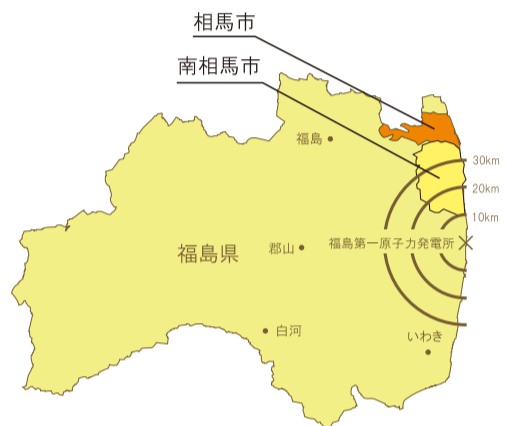 相馬市
南相馬市
福島
30km
20km
10km
福島第一原子力発電所
福島県
郡山
白河
いわき